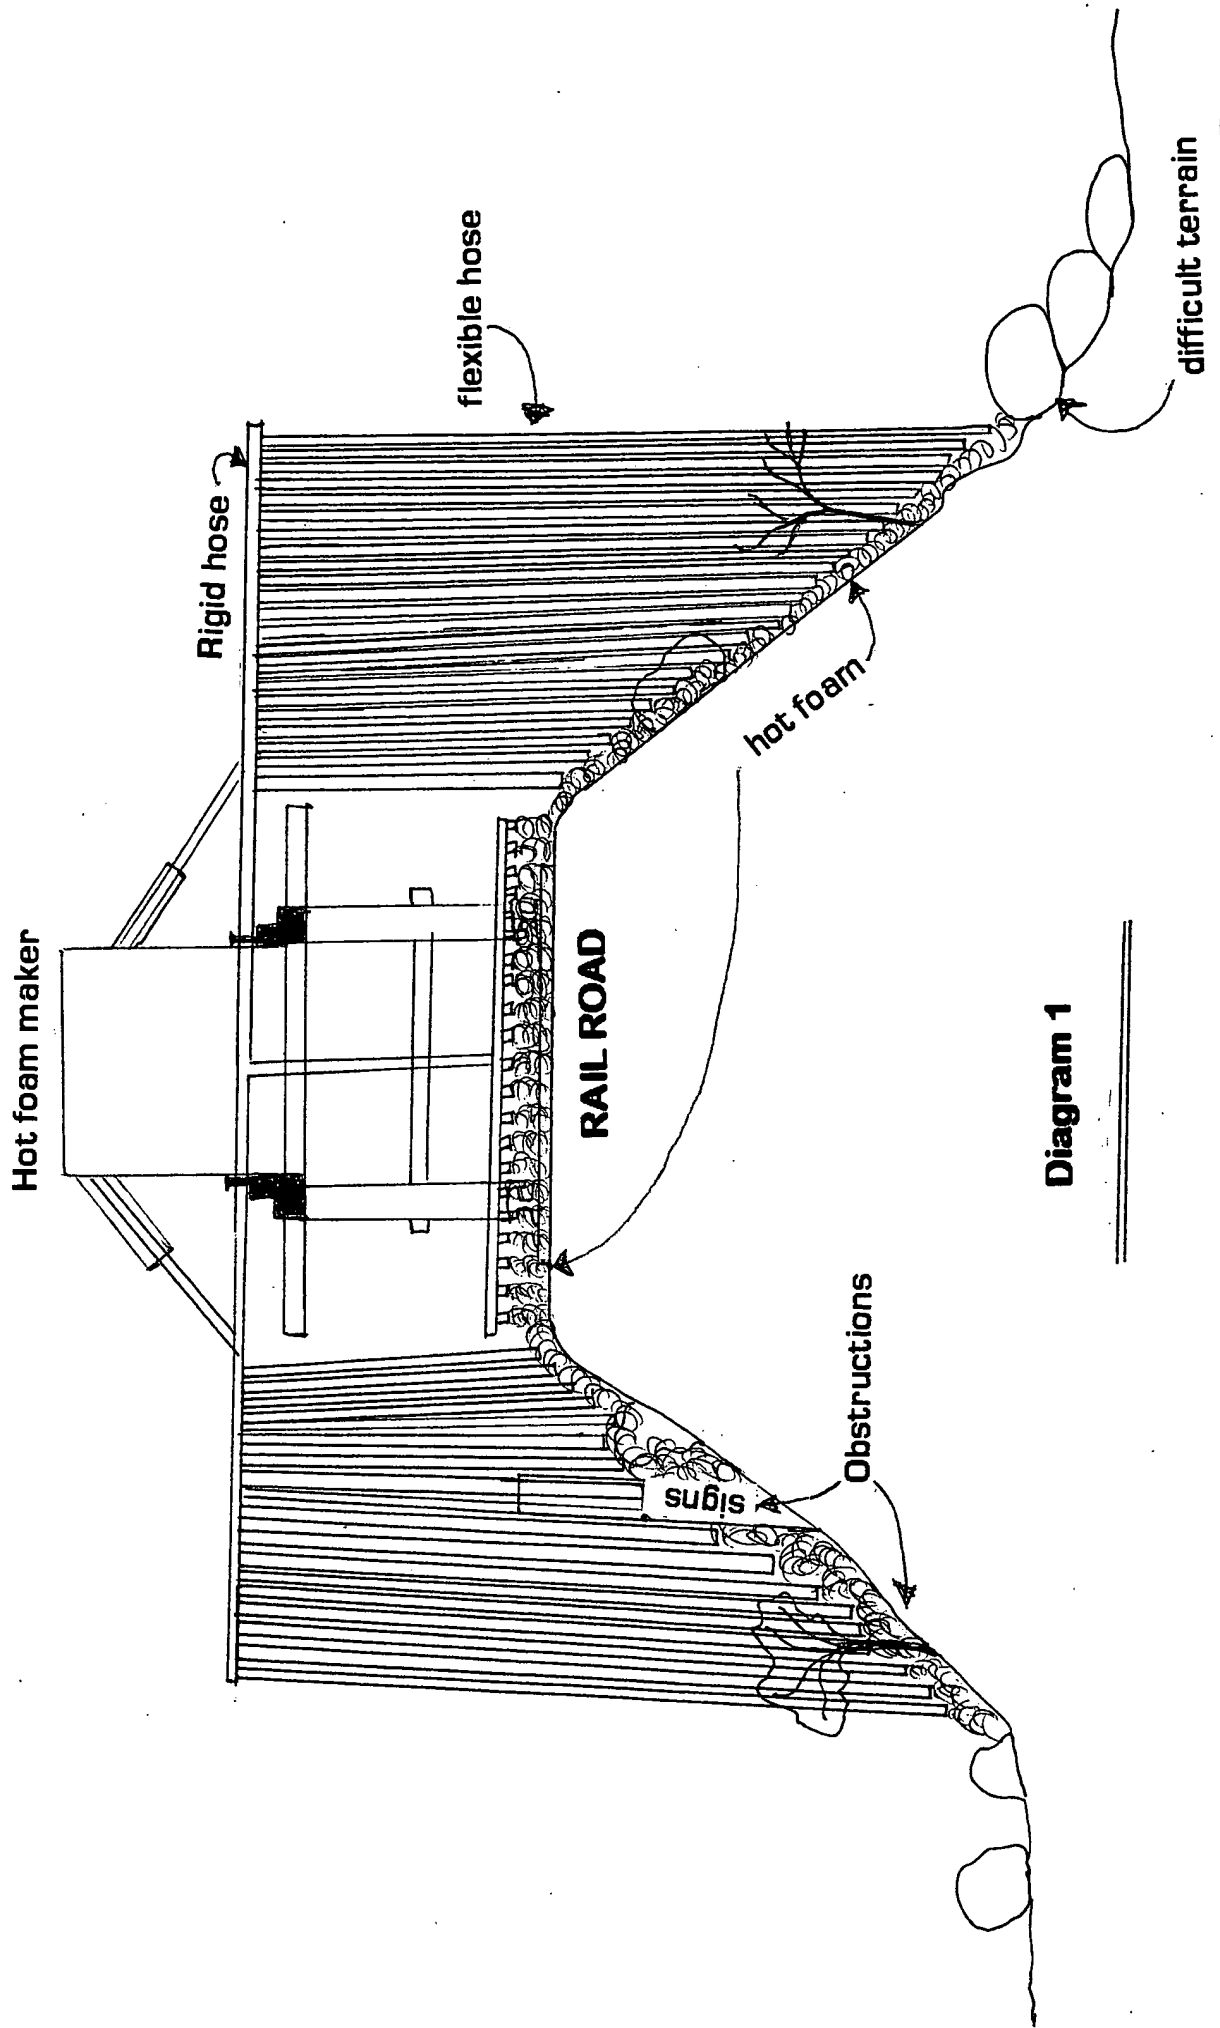 Hot foam maker
Rigid hose
flexible hose
RAIL ROAD
hot foam
signs
Obstructions
difficult terrain
Diagram 1